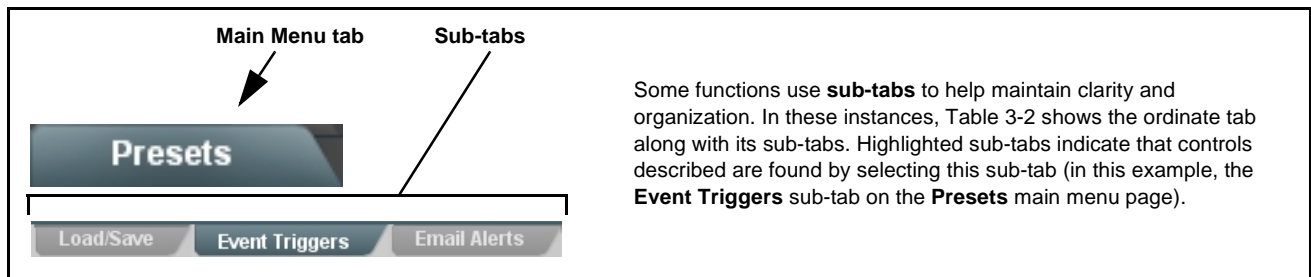 Main Menu tab Sub-tabs
Presets
Load/Save Event Triggers Email Alerts
Some functions use sub-tabs to help maintain clarity and
organization. In these instances, Table 3-2 shows the ordinate tab
along with its sub-tabs. Highlighted sub-tabs indicate that controls
described are found by selecting this sub-tab (in this example, the
Event Triggers sub-tab on the Presets main menu page).